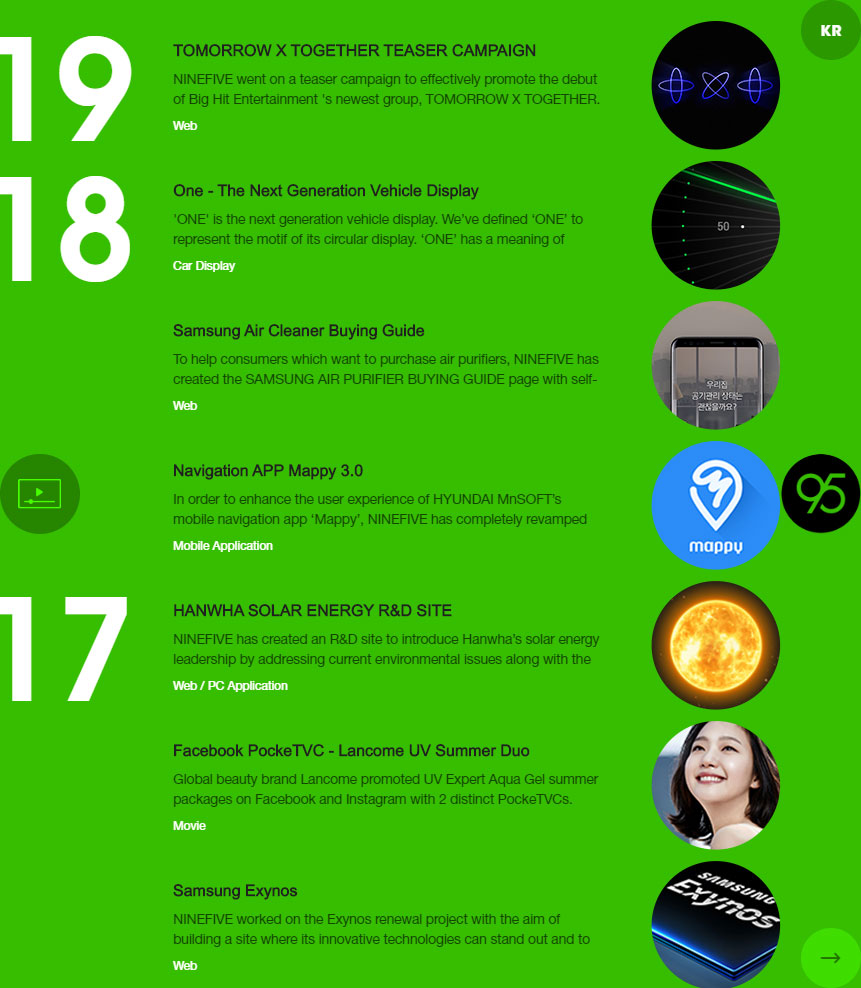 KR
19
TOMORROW X TOGETHER TEASER CAMPAIGN
NINEFIVE went on a teaser campaign to effectively promote the debut
of Big Hit Entertainment 's newest group, TOMORROW X TOGETHER.
Web
18
One - The Next Generation Vehicle Display
'ONE' is the next generation vehicle display. We've defined ‘ONE’ to
represent the motif of its circular display. ‘ONE’ has a meaning of
Car Display
50
Samsung Air Cleaner Buying Guide
To help consumers which want to purchase air purifiers, NINEFIVE has
created the SAMSUNG AIR PURIFIER BUYING GUIDE page with self-
Web
우리집
공기관리 상태는
괜찮을까요?
Navigation APP Mappy 3.0
In order to enhance the user experience of HYUNDAI MnSOFT's
mobile navigation app ‘Mappy’, NINEFIVE has completely revamped
Mobile Application
mappy
95
17
HANWHA SOLAR ENERGY R&D SITE
NINEFIVE has created an R&D site to introduce Hanwha's solar energy
leadership by addressing current environmental issues along with the
Web / PC Application
Facebook PockeTVC - Lancome UV Summer Duo
Global beauty brand Lancome promoted UV Expert Aqua Gel summer
packages on Facebook and Instagram with 2 distinct PockeTVCs.
Movie
Samsung Exynos
NINEFIVE worked on the Exynos renewal project with the aim of
building a site where its innovative technologies can stand out and to
Web
SAMSUNG
Exynos